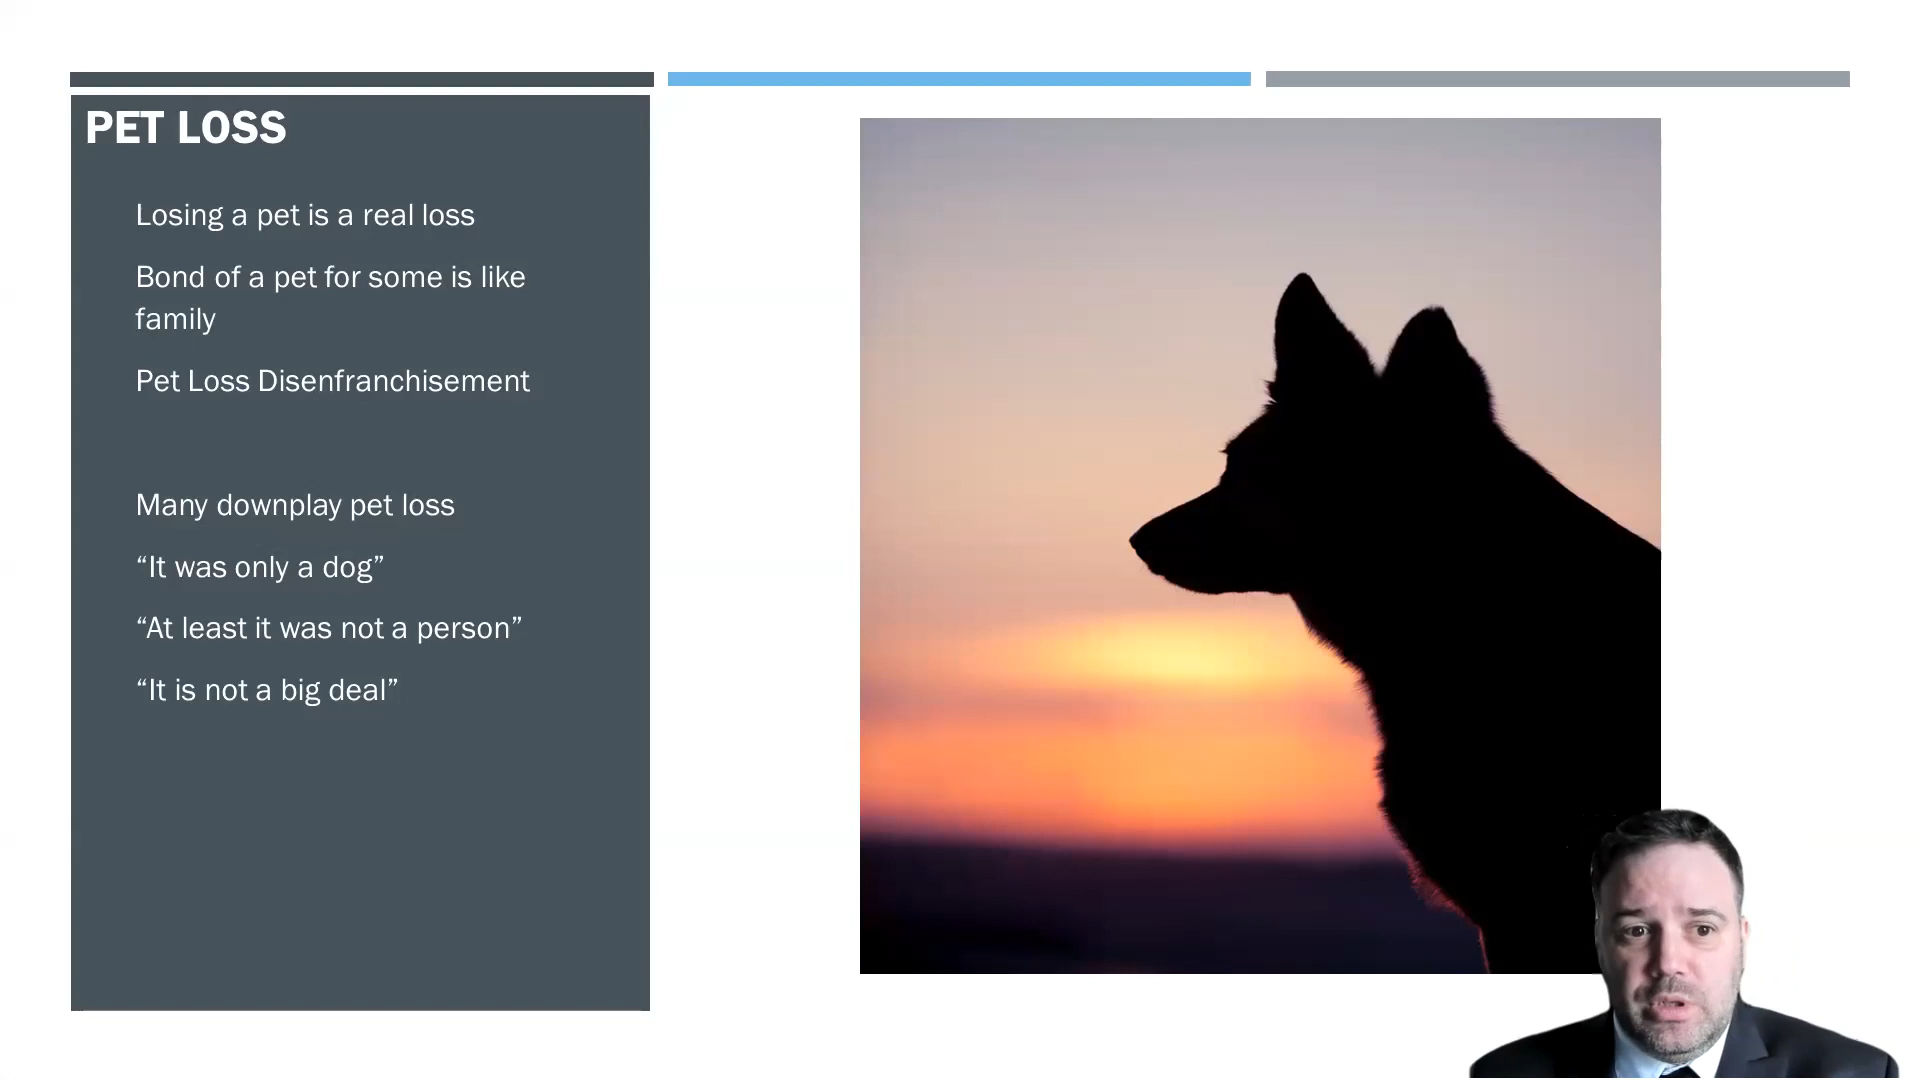 PET LOSS
Losing a pet is a real loss
Bond of a pet for some is like
family
Pet Loss Disenfranchisement
Many downplay pet loss
“It was only a dog”
“At least it was not a person”
“It is not a big deal”